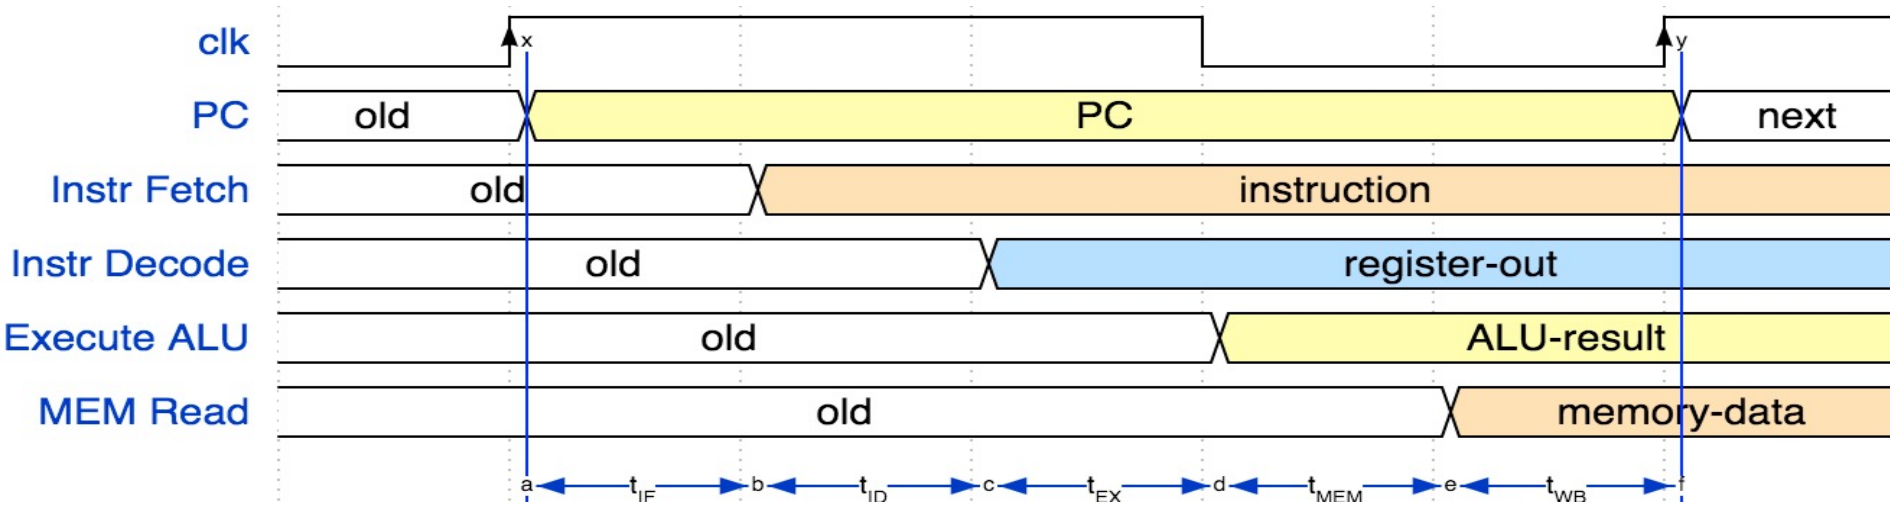 clk x y
PC old PC next
Instr Fetch old instruction
Instr Decode old register-out
Execute ALU old ALU-result
MEM Read old memory-data
a tIF b tID c tEX d tMEM e tWB f